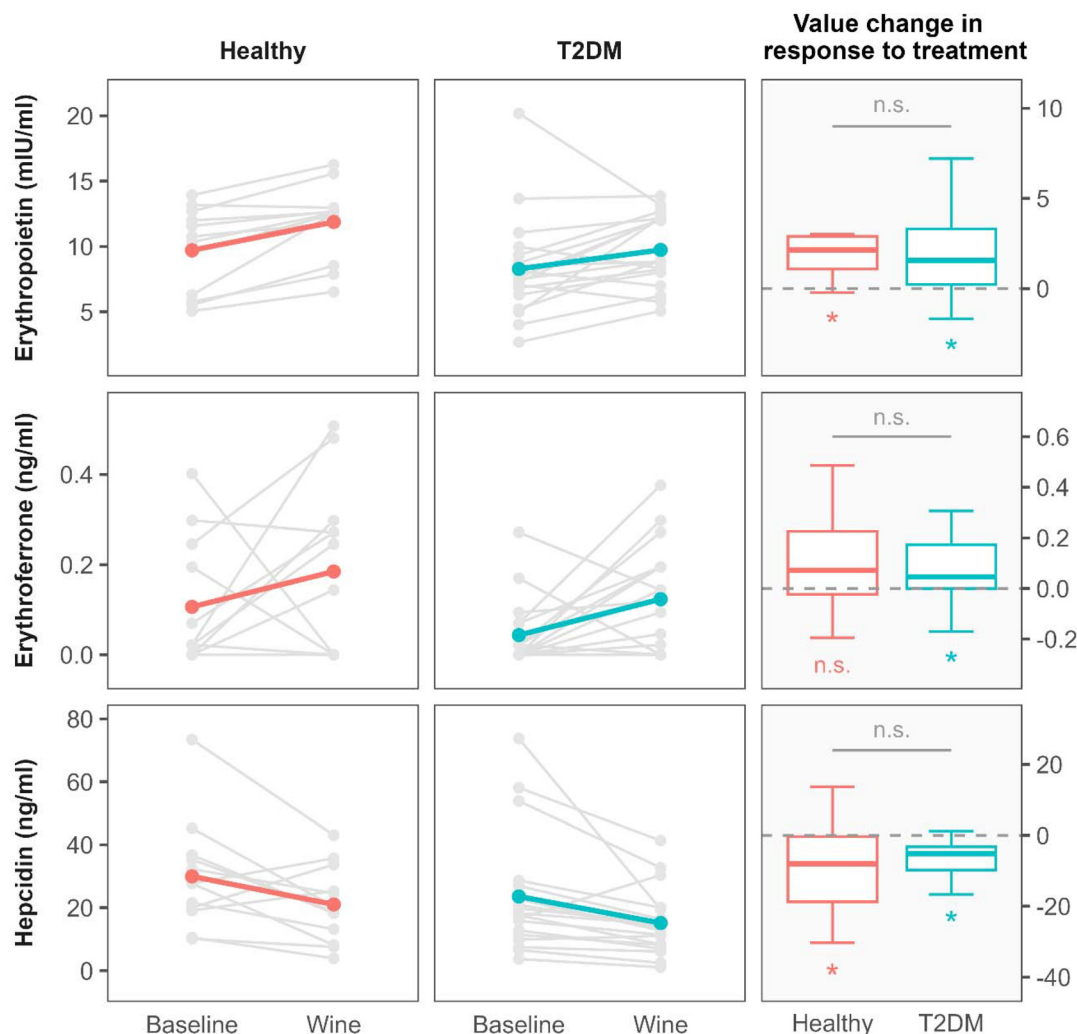 Healthy
T2DM
Value change in
response to treatment
Erythropoietin (mIU/ml)
20
15
10
5
n.s.
*
*
10
5
0
Erythroferrone (ng/ml)
0.4
0.2
0.0
n.s.
n.s.
*
0.6
0.4
0.2
0.0
-0.2
Hepcidin (ng/ml)
80
60
40
20
0
n.s.
*
*
20
0
-20
-40
Baseline Wine
Baseline Wine
Healthy T2DM